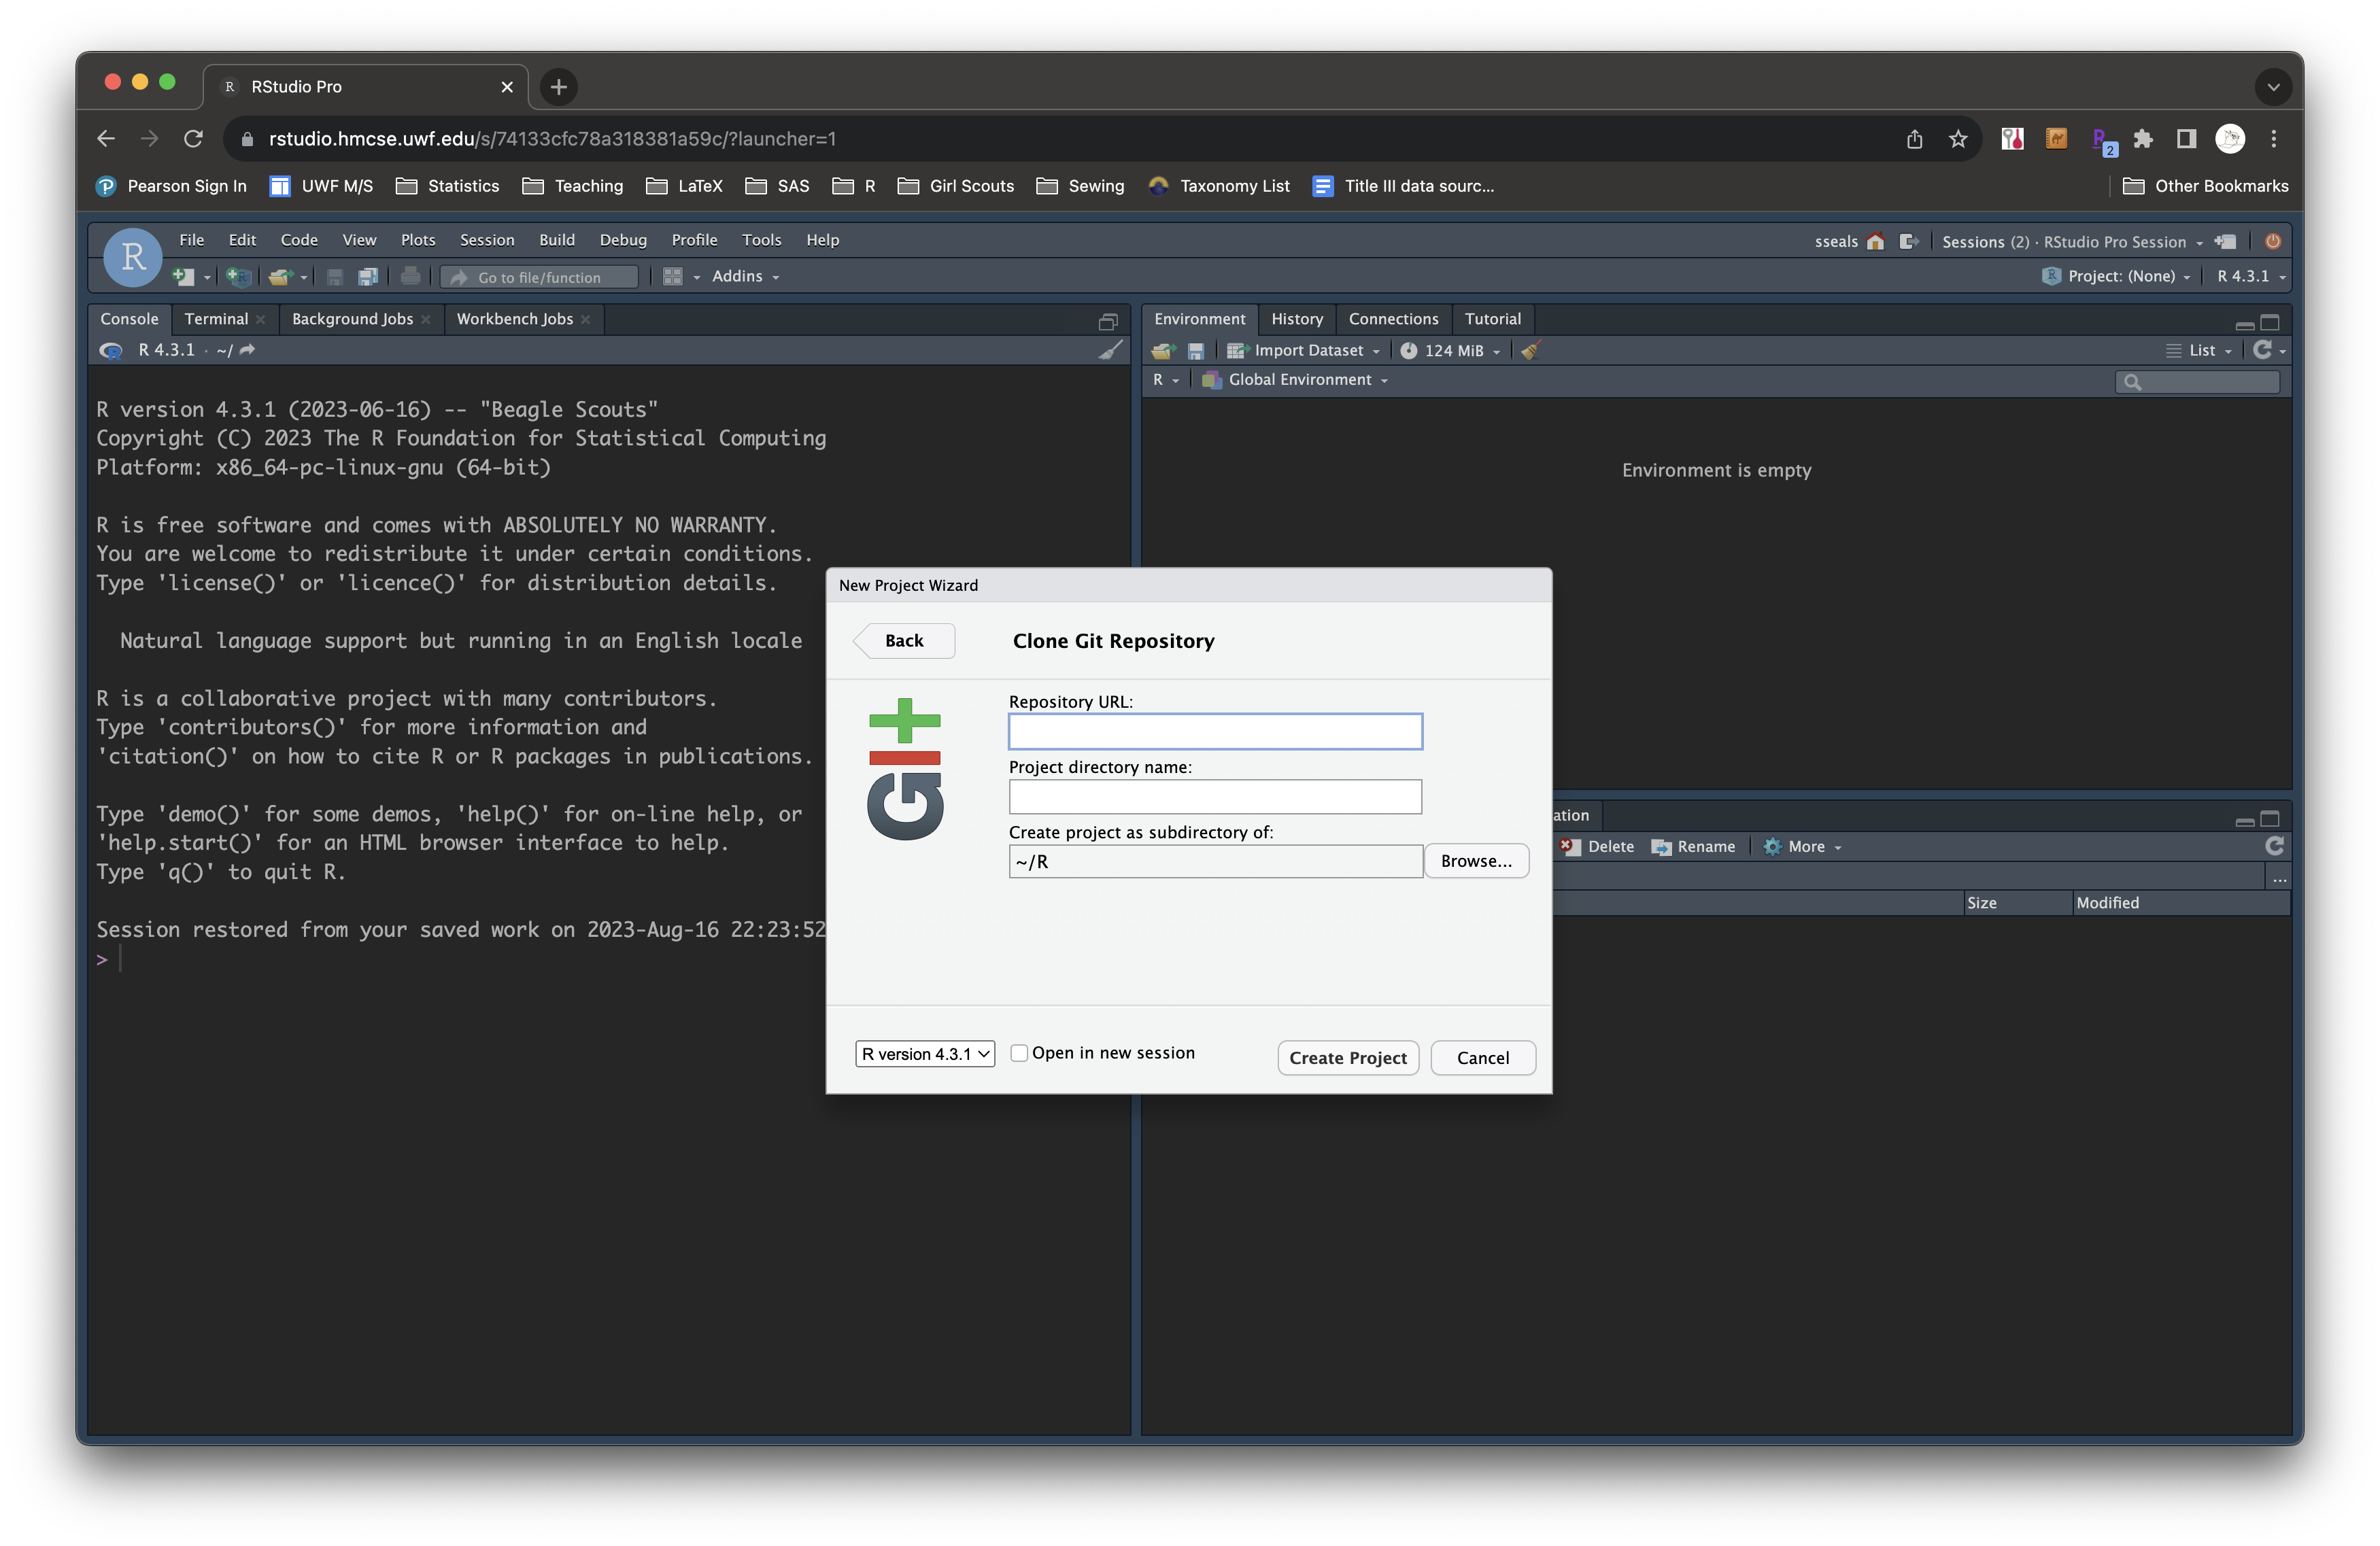 RStudio Pro
rstudio.hmcse.uwf.edu/s/74133cfc78a318381a59c/?launcher=1
2
Pearson Sign In UWF M/S Statistics Teaching LaTeX SAS R Girl Scouts Sewing Taxonomy List Title III data sourc... Other Bookmarks
R File Edit Code View Plots Session Build Debug Profile Tools Help sseals Sessions (2) · RStudio Pro Session
Go to file/function Addins Project: (None) R 4.3.1
Console Terminal Background Jobs Workbench Jobs
R 4.3.1 · ~/
R version 4.3.1 (2023-06-16) -- "Beagle Scouts"
Copyright (C) 2023 The R Foundation for Statistical Computing
Platform: x86_64-pc-linux-gnu (64-bit)
R is free software and comes with ABSOLUTELY NO WARRANTY.
You are welcome to redistribute it under certain conditions.
Type 'license()' or 'licence()' for distribution details.
Natural language support but running in an English locale
R is a collaborative project with many contributors.
Type 'contributors()' for more information and
'citation()' on how to cite R or R packages in publications.
Type 'demo()' for some demos, 'help()' for on-line help, or
'help.start()' for an HTML browser interface to help.
Type 'q()' to quit R.
Session restored from your saved work on 2023-Aug-16 22:23:52
>
Environment History Connections Tutorial
Import Dataset 124 MiB List
R Global Environment
Environment is empty
ation
Delete Rename More
...
Size Modified
New Project Wizard
Back Clone Git Repository
Git
Repository URL:
Project directory name:
Create project as subdirectory of:
~/R Browse...
R version 4.3.1 Open in new session Create Project Cancel